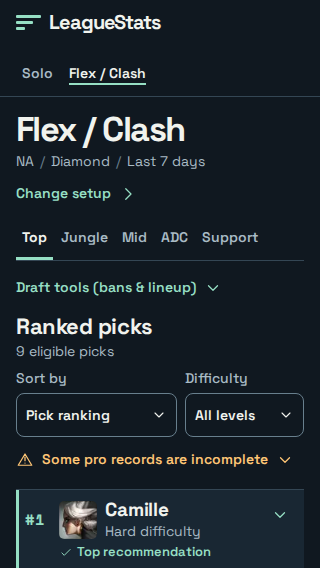 LeagueStats
Solo Flex / Clash
Flex / Clash
NA / Diamond / Last 7 days
Change setup
Top Jungle Mid ADC Support
Draft tools (bans & lineup)
Ranked picks
9 eligible picks
Sort by Difficulty
Pick ranking All levels
Some pro records are incomplete
#1 Camille
Hard difficulty
Top recommendation